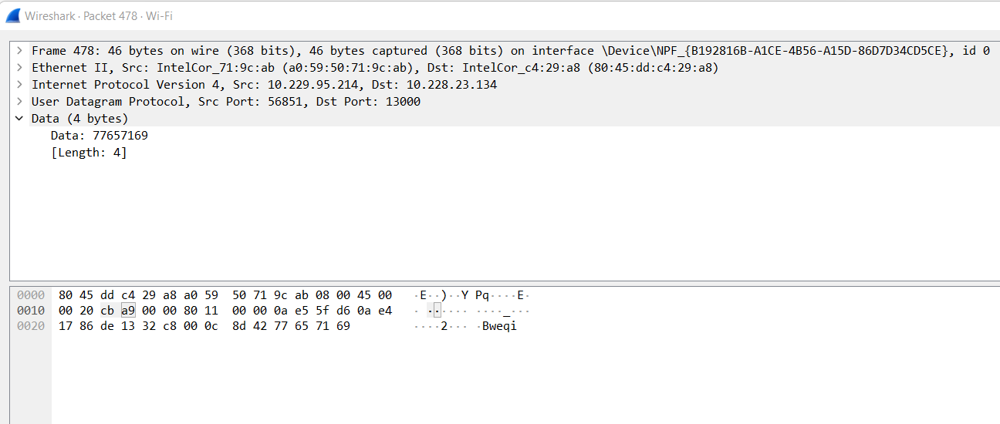 Wireshark · Packet 478 · Wi-Fi
> Frame 478: 46 bytes on wire (368 bits), 46 bytes captured (368 bits) on interface \Device\NPF_{B192816B-A1CE-4B56-A15D-86D7D34CD5CE}, id 0
> Ethernet II, Src: IntelCor_71:9c:ab (a0:59:50:71:9c:ab), Dst: IntelCor_c4:29:a8 (80:45:dd:c4:29:a8)
> Internet Protocol Version 4, Src: 10.229.95.214, Dst: 10.228.23.134
> User Datagram Protocol, Src Port: 56851, Dst Port: 13000
Data (4 bytes)
Data: 77657169
[Length: 4]
0000 80 45 dd c4 29 a8 a0 59 50 71 9c ab 08 00 45 00 ·E··)··Y Pq····E·
0010 00 20 cb a9 00 00 80 11 00 00 0a e5 5f d6 0a e4 · ······ ····_···
0020 17 86 de 13 32 c8 00 0c 8d 42 77 65 71 69 ····2··· ·Bweqi